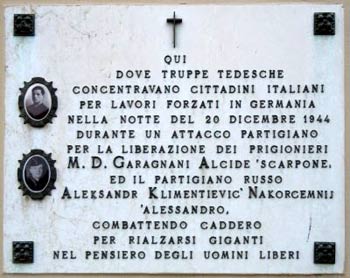 QUI
DOVE TRUPPE TEDESCHE
CONCENTRAVANO CITTADINI ITALIANI
PER LAVORI FORZATI IN GERMANIA
NELLA NOTTE DEL 20 DICEMBRE 1944
DURANTE UN ATTACCO PARTIGIANO
PER LA LIBERAZIONE DEI PRIGIONIERI
M. D. GARAGNANI ALCIDE 'SCARPONE,
ED IL PARTIGIANO RUSSO
ALEKSANDR KLIMENTIEVIC' NAKORCEMNIJ
'ALESSANDRO,
COMBATTENDO CADDERO
PER RIALZARSI GIGANTI
NEL PENSIERO DEGLI UOMINI LIBERI